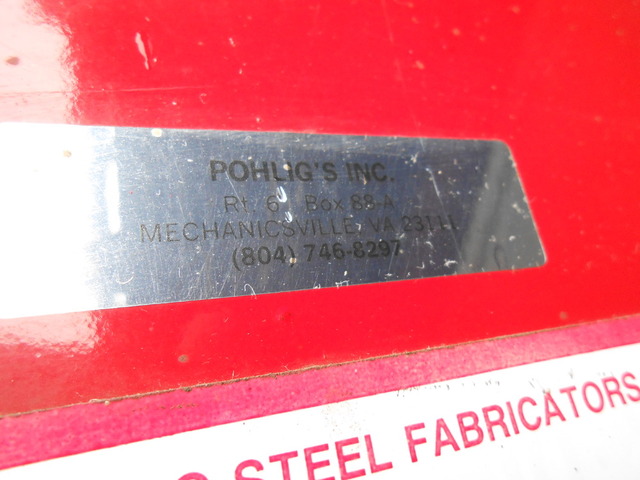 POHLIG'S INC.
Rt. 6 Box 88-A
MECHANICSVILLE, VA 23111
(804) 746-8297
STEEL FABRICATORS